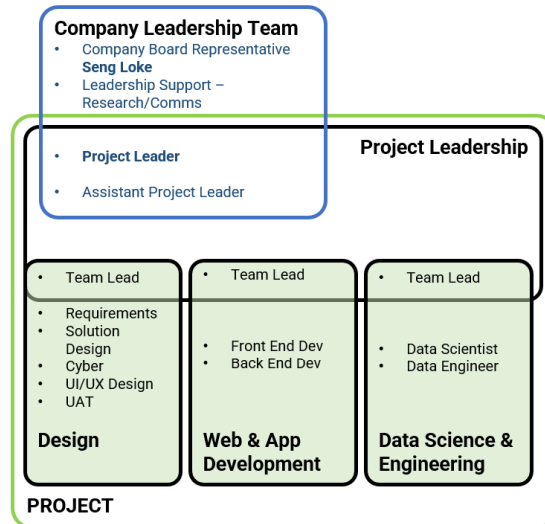 Company Leadership Team
• Company Board Representative
Seng Loke
• Leadership Support –
Research/Comms
• Project Leader
• Assistant Project Leader
Project Leadership
• Team Lead
• Requirements
• Solution
Design
• Cyber
• UI/UX Design
• UAT
Design
• Team Lead
• Front End Dev
• Back End Dev
Web & App
Development
• Team Lead
• Data Scientist
• Data Engineer
Data Science &
Engineering
PROJECT